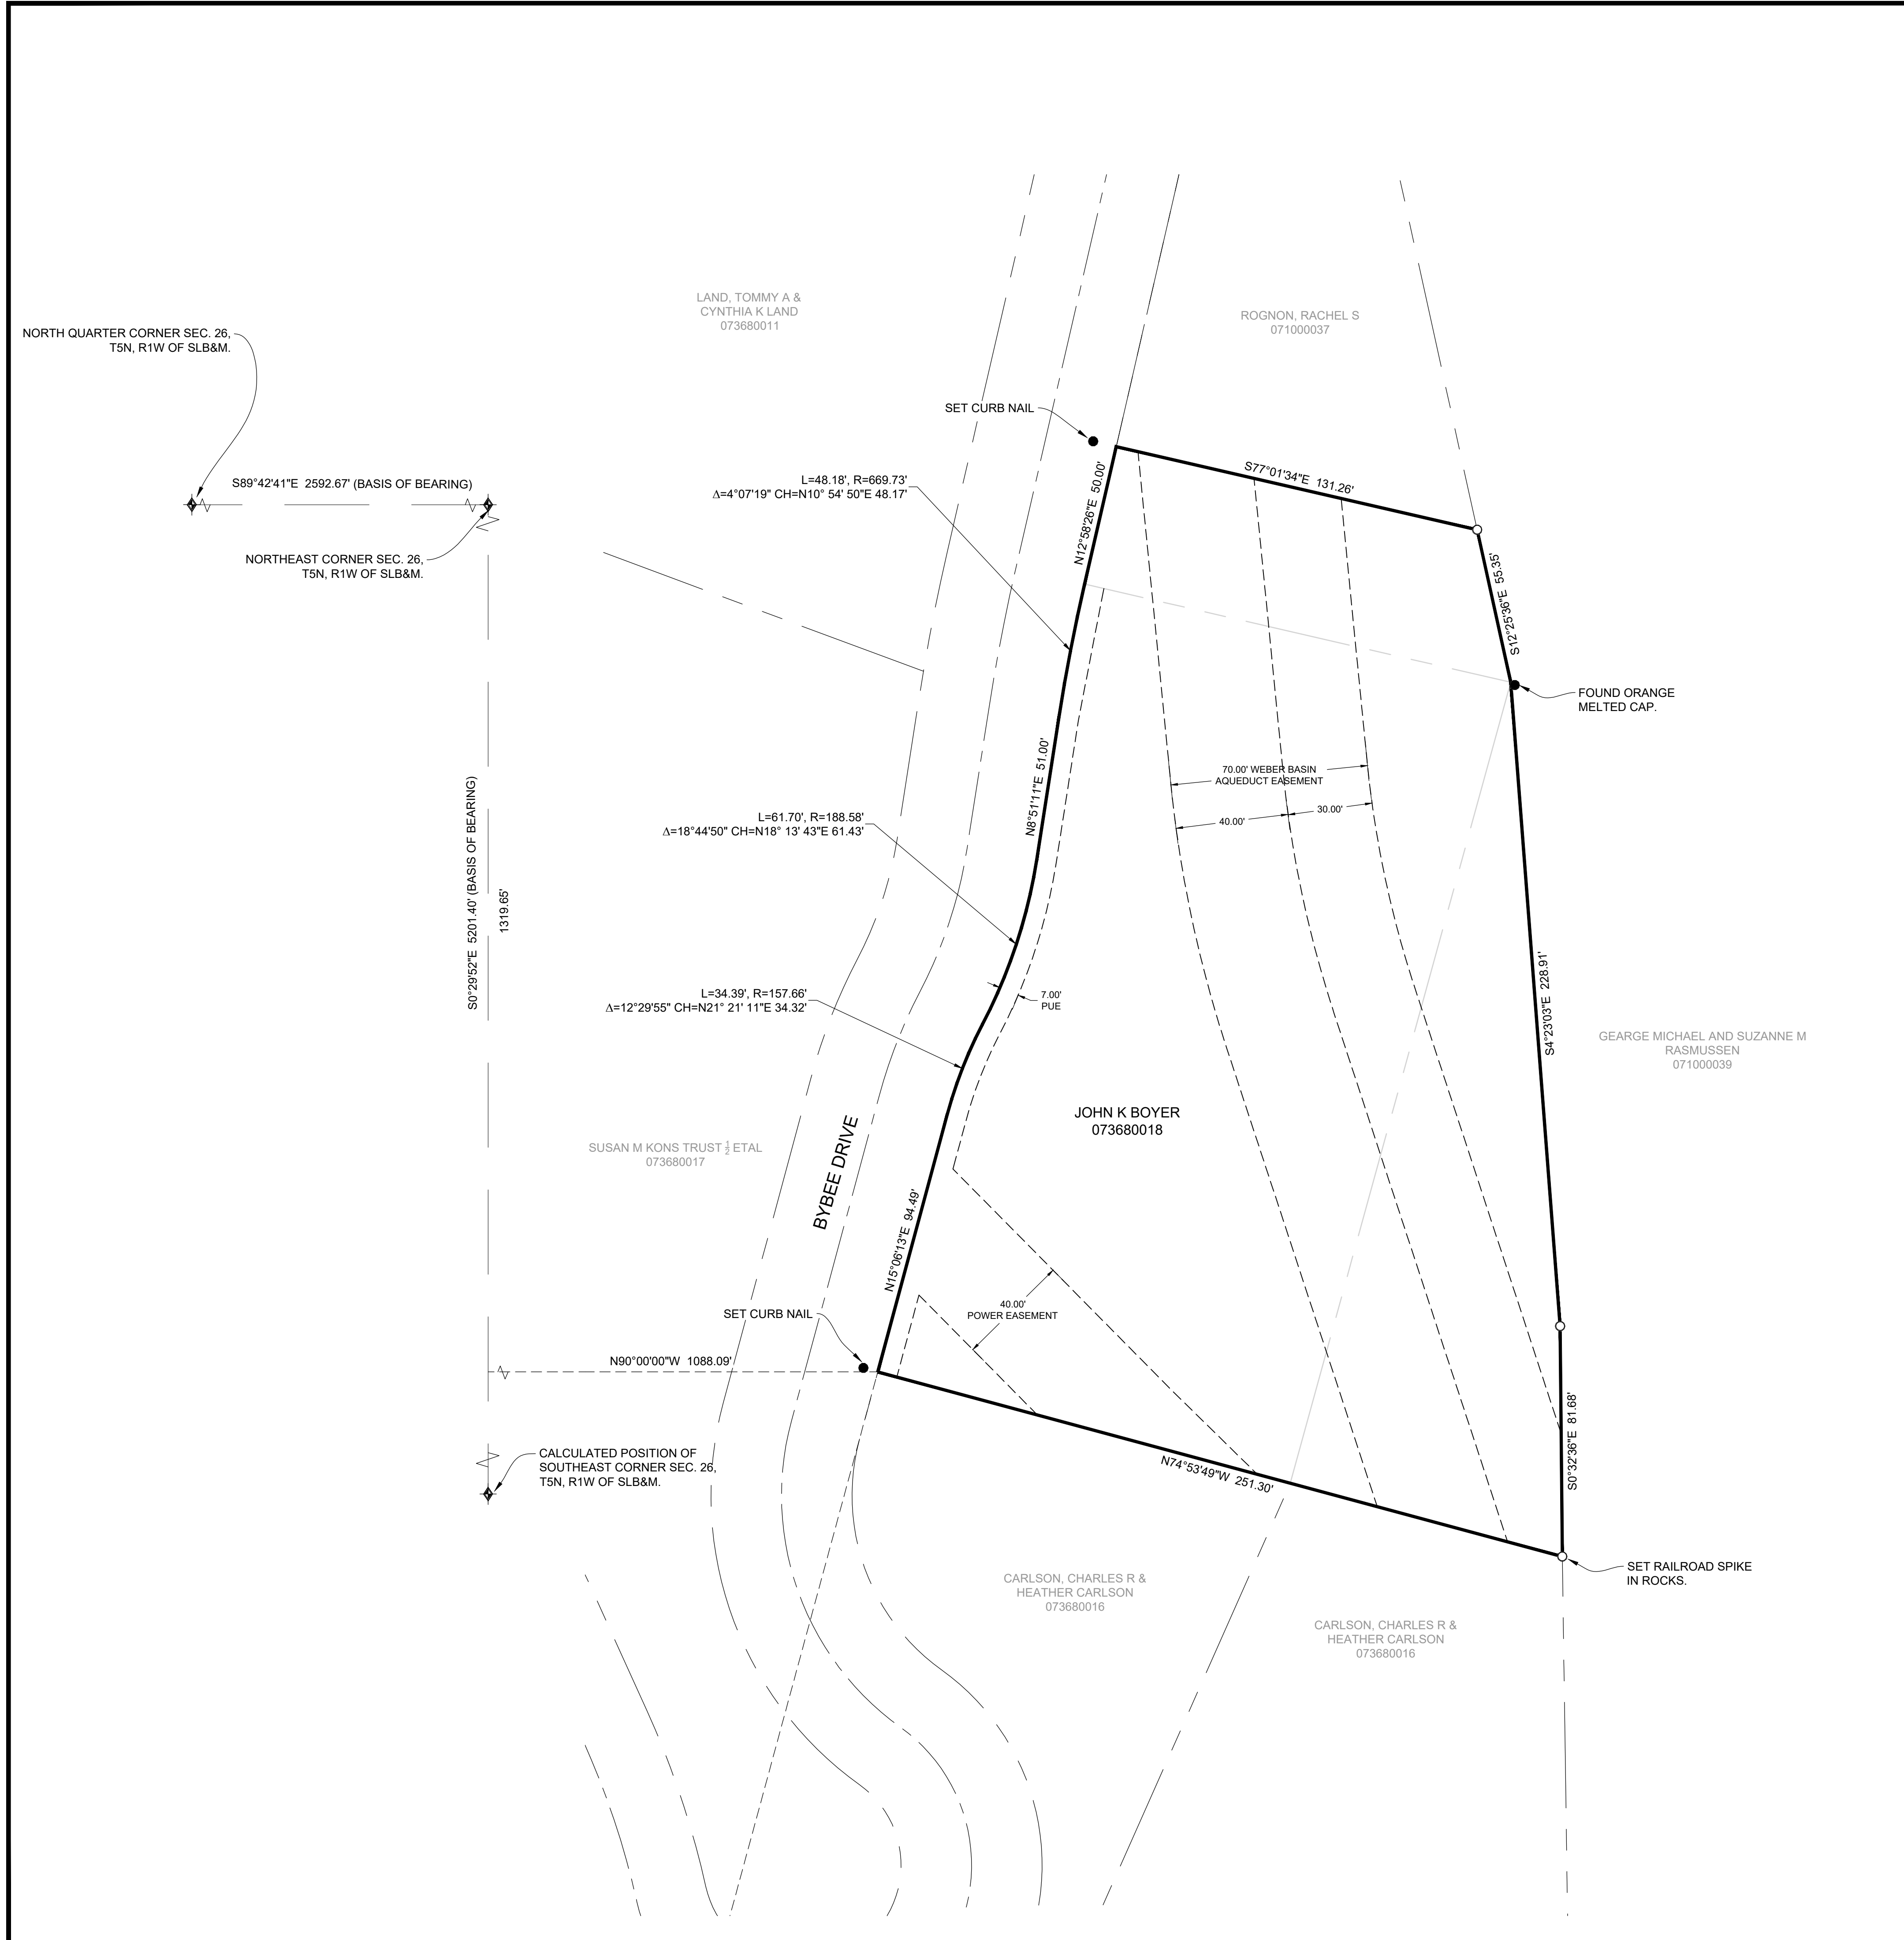 LAND, TOMMY A &
CYNTHIA K LAND
073680011
ROGNON, RACHEL S
071000037
NORTH QUARTER CORNER SEC. 26,
T5N, R1W OF SLB&M.
SET CURB NAIL
S77°01'34"E 131.26'
L=48.18', R=669.73'
Δ=4°07'19" CH=N10° 54' 50"E 48.17'
N12°58'26"E 50.00'
S89°42'41"E 2592.67' (BASIS OF BEARING)
NORTHEAST CORNER SEC. 26,
T5N, R1W OF SLB&M.
S12°25'36"E 55.35'
FOUND ORANGE
MELTED CAP.
70.00' WEBER BASIN
AQUEDUCT EASEMENT
40.00'
30.00'
N8°51'11"E 51.00'
L=61.70', R=188.58'
Δ=18°44'50" CH=N18° 13' 43"E 61.43'
S0°29'52"E 5201.40' (BASIS OF BEARING)
1319.65'
L=34.39', R=157.66'
Δ=12°29'55" CH=N21° 21' 11"E 34.32'
7.00'
PUE
S4°23'03"E 228.91'
GEARGE MICHAEL AND SUZANNE M
RASMUSSEN
071000039
JOHN K BOYER
073680018
SUSAN M KONS TRUST ½ ETAL
073680017
BYBEE DRIVE
N15°06'13"E 94.49'
40.00'
POWER EASEMENT
SET CURB NAIL
N90°00'00"W 1088.09'
S0°32'36"E 81.68'
CALCULATED POSITION OF
SOUTHEAST CORNER SEC. 26,
T5N, R1W OF SLB&M.
N74°53'49"W 251.30'
SET RAILROAD SPIKE
IN ROCKS.
CARLSON, CHARLES R &
HEATHER CARLSON
073680016
CARLSON, CHARLES R &
HEATHER CARLSON
073680016